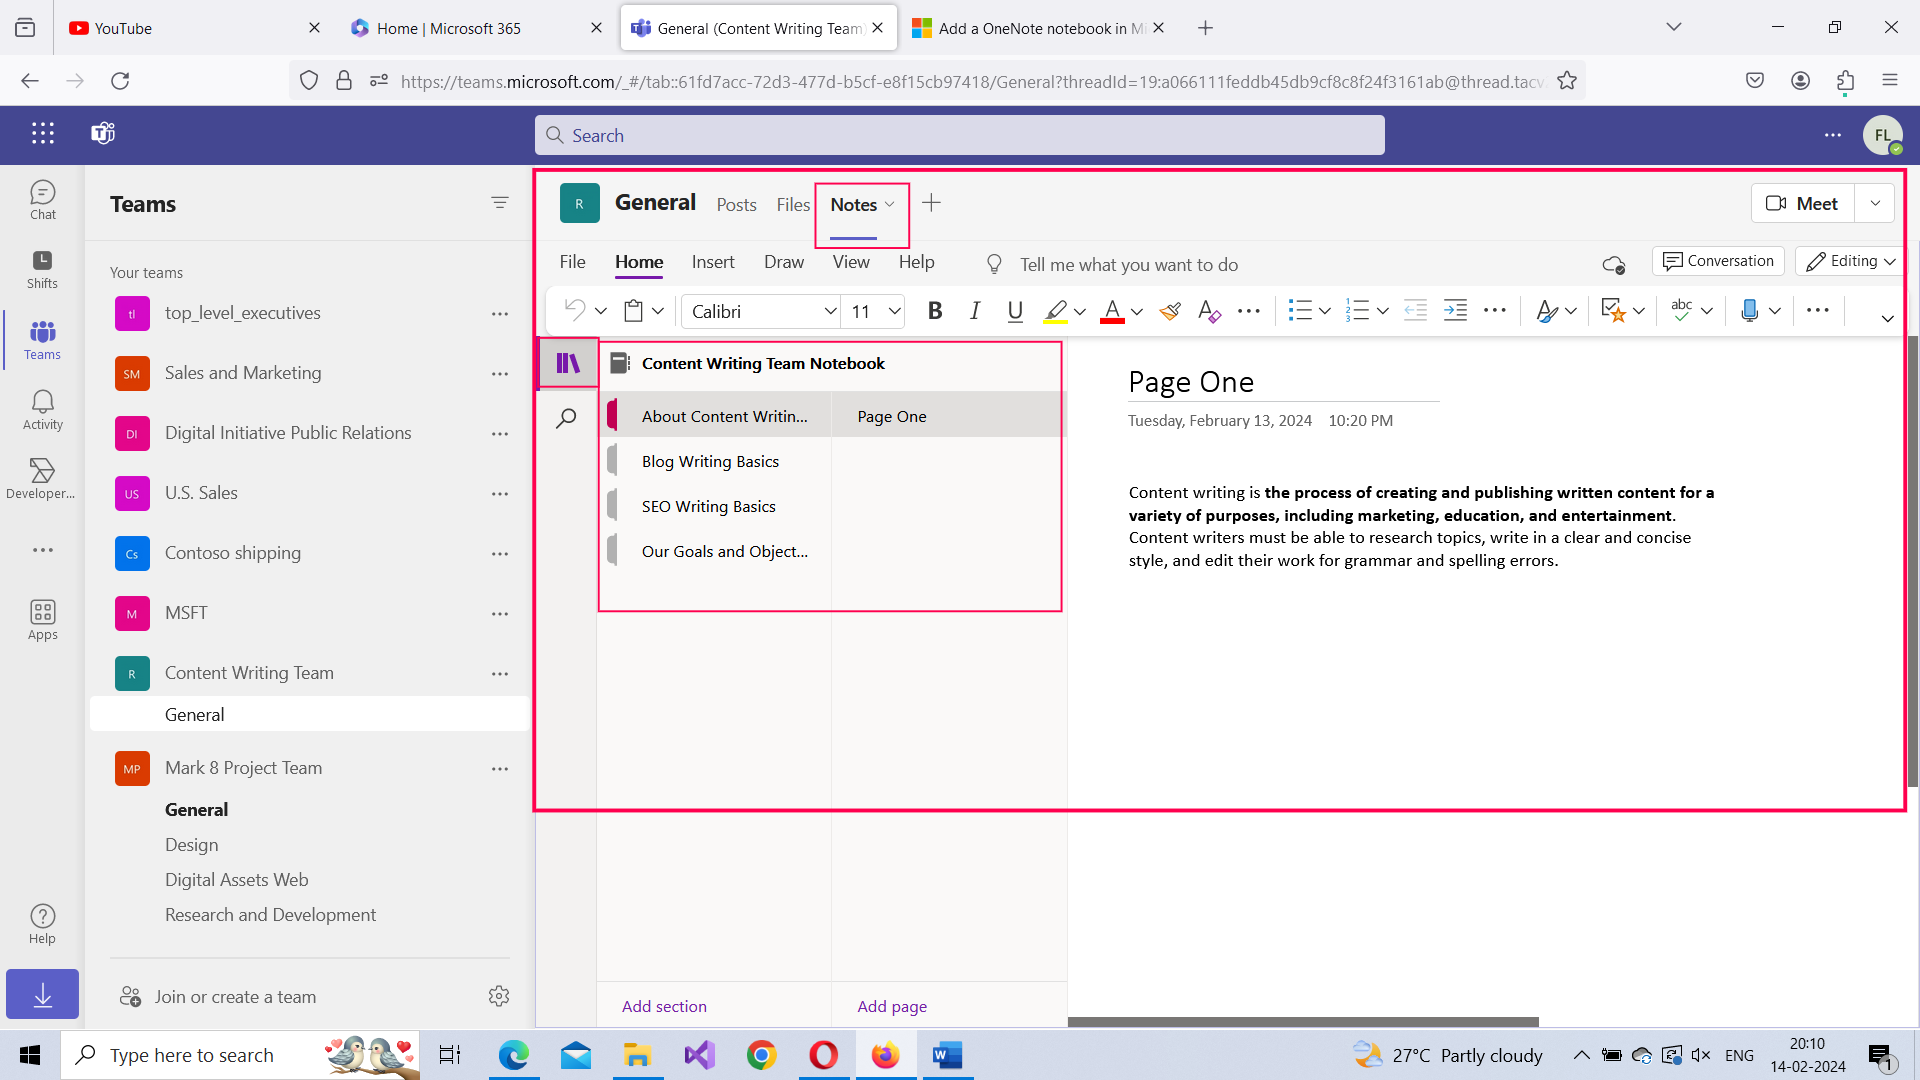 YouTube
Home | Microsoft 365
General (Content Writing Team)
Add a OneNote notebook in Mi
https://teams.microsoft.com/_#/tab::61fd7acc-72d3-477d-b5cf-e8f15cb97418/General?threadId=19:a066111feddb45db9cf8c8f24f3161ab@thread.tacv
Search
FL
Chat
Shifts
Teams
Activity
Developer...
Apps
Help
Teams
Your teams
tl top_level_executives
SM Sales and Marketing
DI Digital Initiative Public Relations
US U.S. Sales
Cs Contoso shipping
M MSFT
R Content Writing Team
General
MP Mark 8 Project Team
General
Design
Digital Assets Web
Research and Development
Join or create a team
R General Posts Files Notes
Meet
File Home Insert Draw View Help Tell me what you want to do
Conversation
Editing
Calibri 11 B I U A A abc
Content Writing Team Notebook
About Content Writin...
Blog Writing Basics
SEO Writing Basics
Our Goals and Object...
Page One
Add section
Add page
Page One
Tuesday, February 13, 2024 10:20 PM
Content writing is the process of creating and publishing written content for a
variety of purposes, including marketing, education, and entertainment.
Content writers must be able to research topics, write in a clear and concise
style, and edit their work for grammar and spelling errors.
Type here to search
27°C Partly cloudy
ENG
20:10
14-02-2024
1